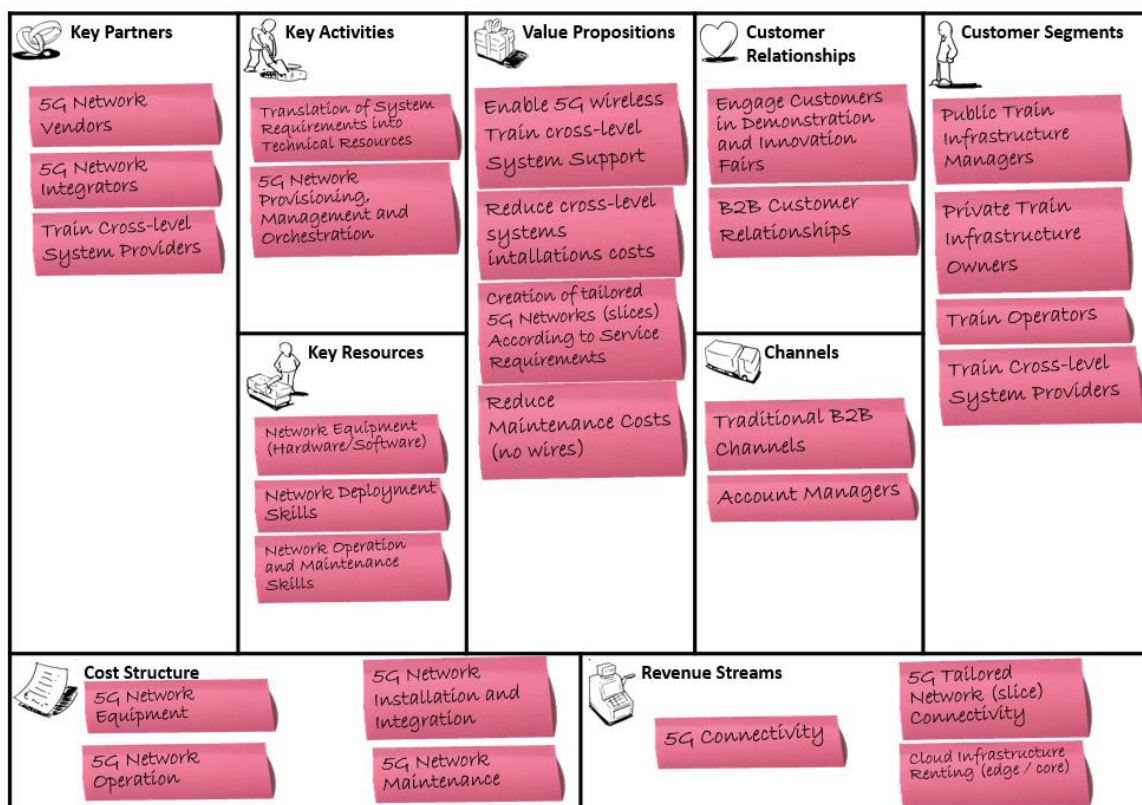 Key Partners
5G Network
Vendors
5G Network
Integrators
Train Cross-level
System Providers
Key Activities
Translation of System
Requirements into
Technical Resources
5G Network
Provisioning,
Management and
Orchestration
Key Resources
Network Equipment
(Hardware/Software)
Network Deployment
Skills
Network Operation
and Maintenance
Skills
Value Propositions
Enable 5G Wireless
Train cross-level
System Support
Reduce cross-level
systems
intallations costs
Creation of tailored
5G Networks (slices)
According to Service
Requirements
Reduce
Maintenance Costs
(no wires)
Customer
Relationships
Engage Customers
in Demonstration
and Innovation
Fairs
B2B Customer
Relationships
Channels
Traditional B2B
Channels
Account Managers
Customer Segments
Public Train
Infrastructure
Managers
Private Train
Infrastructure
Owners
Train Operators
Train Cross-level
System Providers
Cost Structure
5G Network
Equipment
5G Network
Operation
5G Network
Installation and
Integration
5G Network
Maintenance
Revenue Streams
5G Connectivity
5G Tailored
Network (slice)
Connectivity
Cloud Infrastructure
Renting (edge / core)